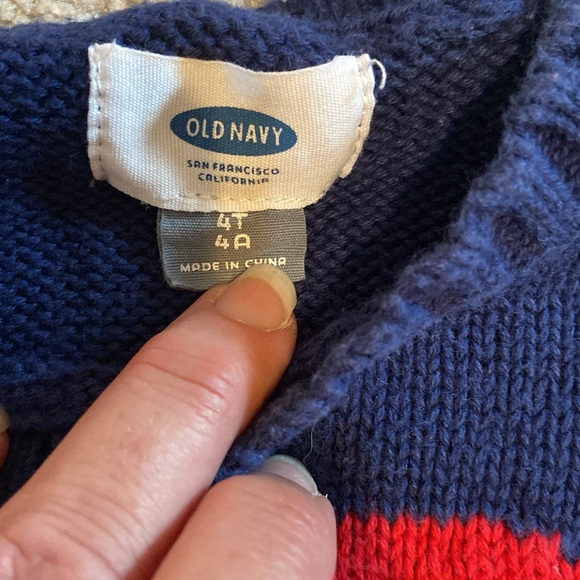 OLD NAVY
SAN FRANCISCO
CALIFORNIA
4T
4A
MADE IN CHINA